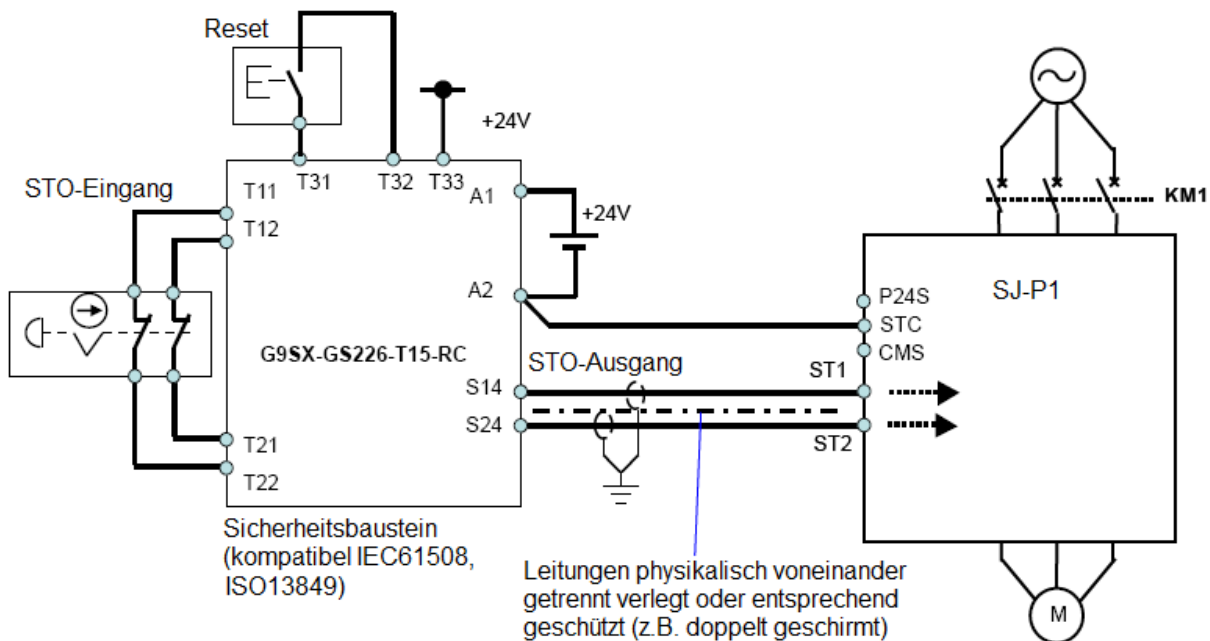 Reset
+24V
T31
T32
T33
STO-Eingang
T11
T12
A1
+24V
A2
KM1
SJ-P1
P24S
STC
CMS
G9SX-GS226-T15-RC
STO-Ausgang
ST1
S14
S24
ST2
T21
T22
Sicherheitsbaustein
(kompatibel IEC61508,
ISO13849)
Leitungen physikalisch voneinander
getrennt verlegt oder entsprechend
geschützt (z.B. doppelt geschirmt)
M